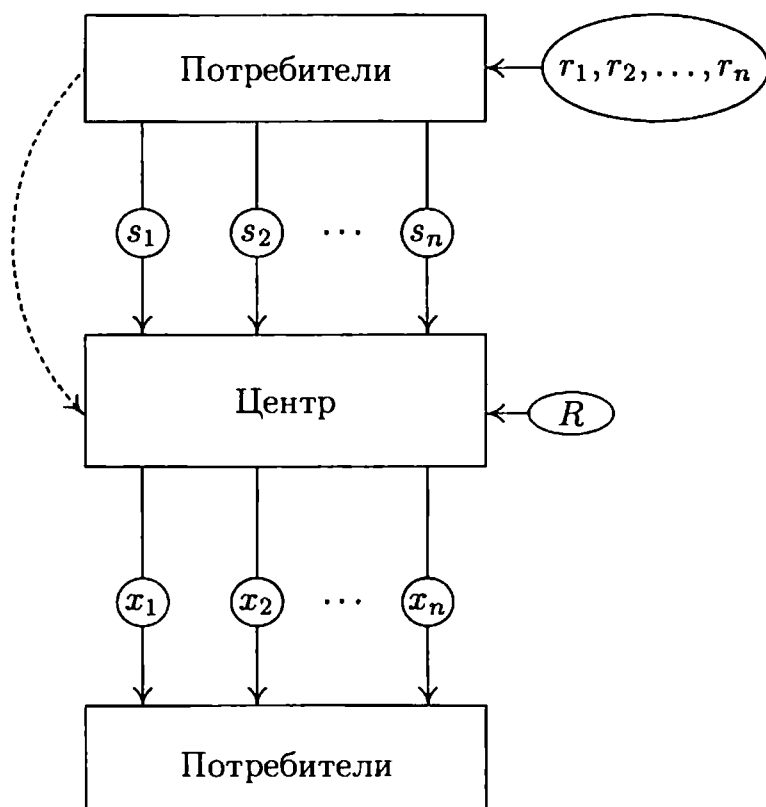 Потребители
r₁, r₂, ..., rₙ
s₁ s₂ ... sₙ
Центр
R
x₁ x₂ ... xₙ
Потребители